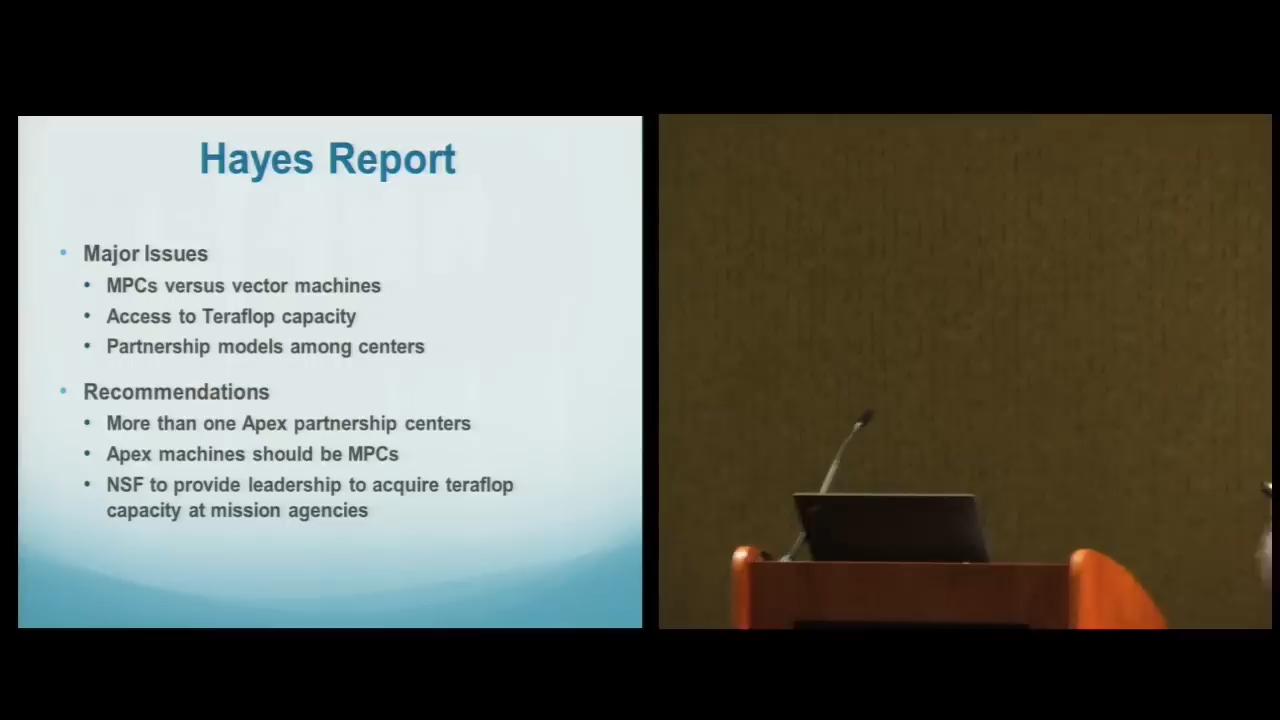 Hayes Report
• Major Issues
• MPCs versus vector machines
• Access to Teraflop capacity
• Partnership models among centers
• Recommendations
• More than one Apex partnership centers
• Apex machines should be MPCs
• NSF to provide leadership to acquire teraflop
capacity at mission agencies